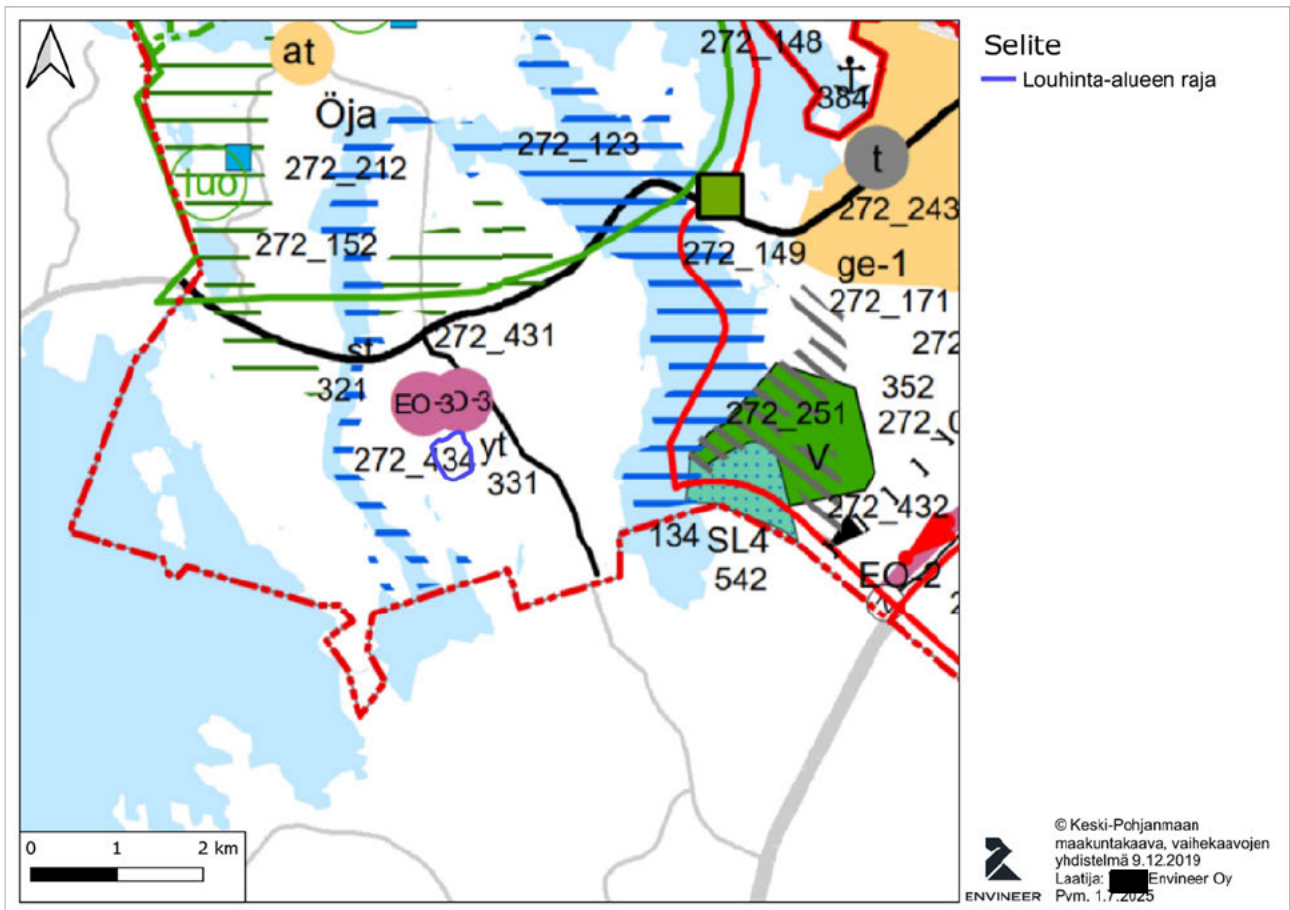 Selite
Louhinta-alueen raja
at
272_148
384
Öja
272_123
t
272_212
luo
272_243
272_152
272_149
ge-1
272_171
272_431
st
321
352
EO-3
-3
272_251
V
272_434
yt
331
272_432
134
SL4
542
EO-2
0
1
2 km
ENVINEER
© Keski-Pohjanmaan
maakuntakaava, vaihekaavojen
yhdistelmä 9.12.2019
Laatija: Envineer Oy
Pvm. 1.7.2025